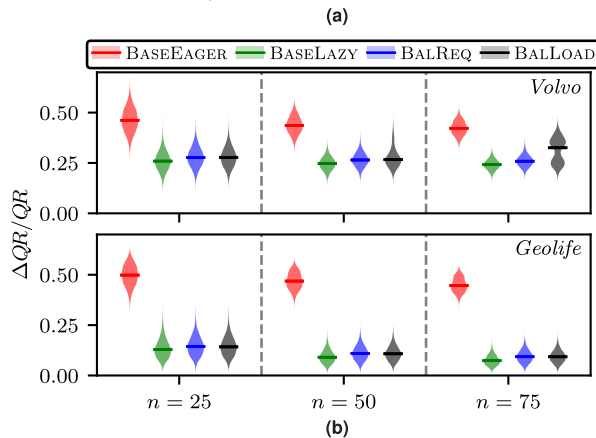 (a)
BASEEAGER BASELAZY BALREQ BALLOAD
Volvo
0.50
0.25
0.00
ΔQR/QR
Geolife
0.50
0.25
0.00
n = 25 n = 50 n = 75
(b)